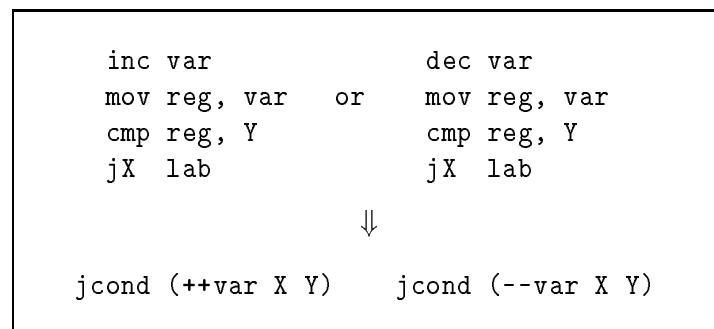 inc var dec var
mov reg, var or mov reg, var
cmp reg, Y cmp reg, Y
jX lab jX lab
⇓
jcond (++var X Y) jcond (--var X Y)